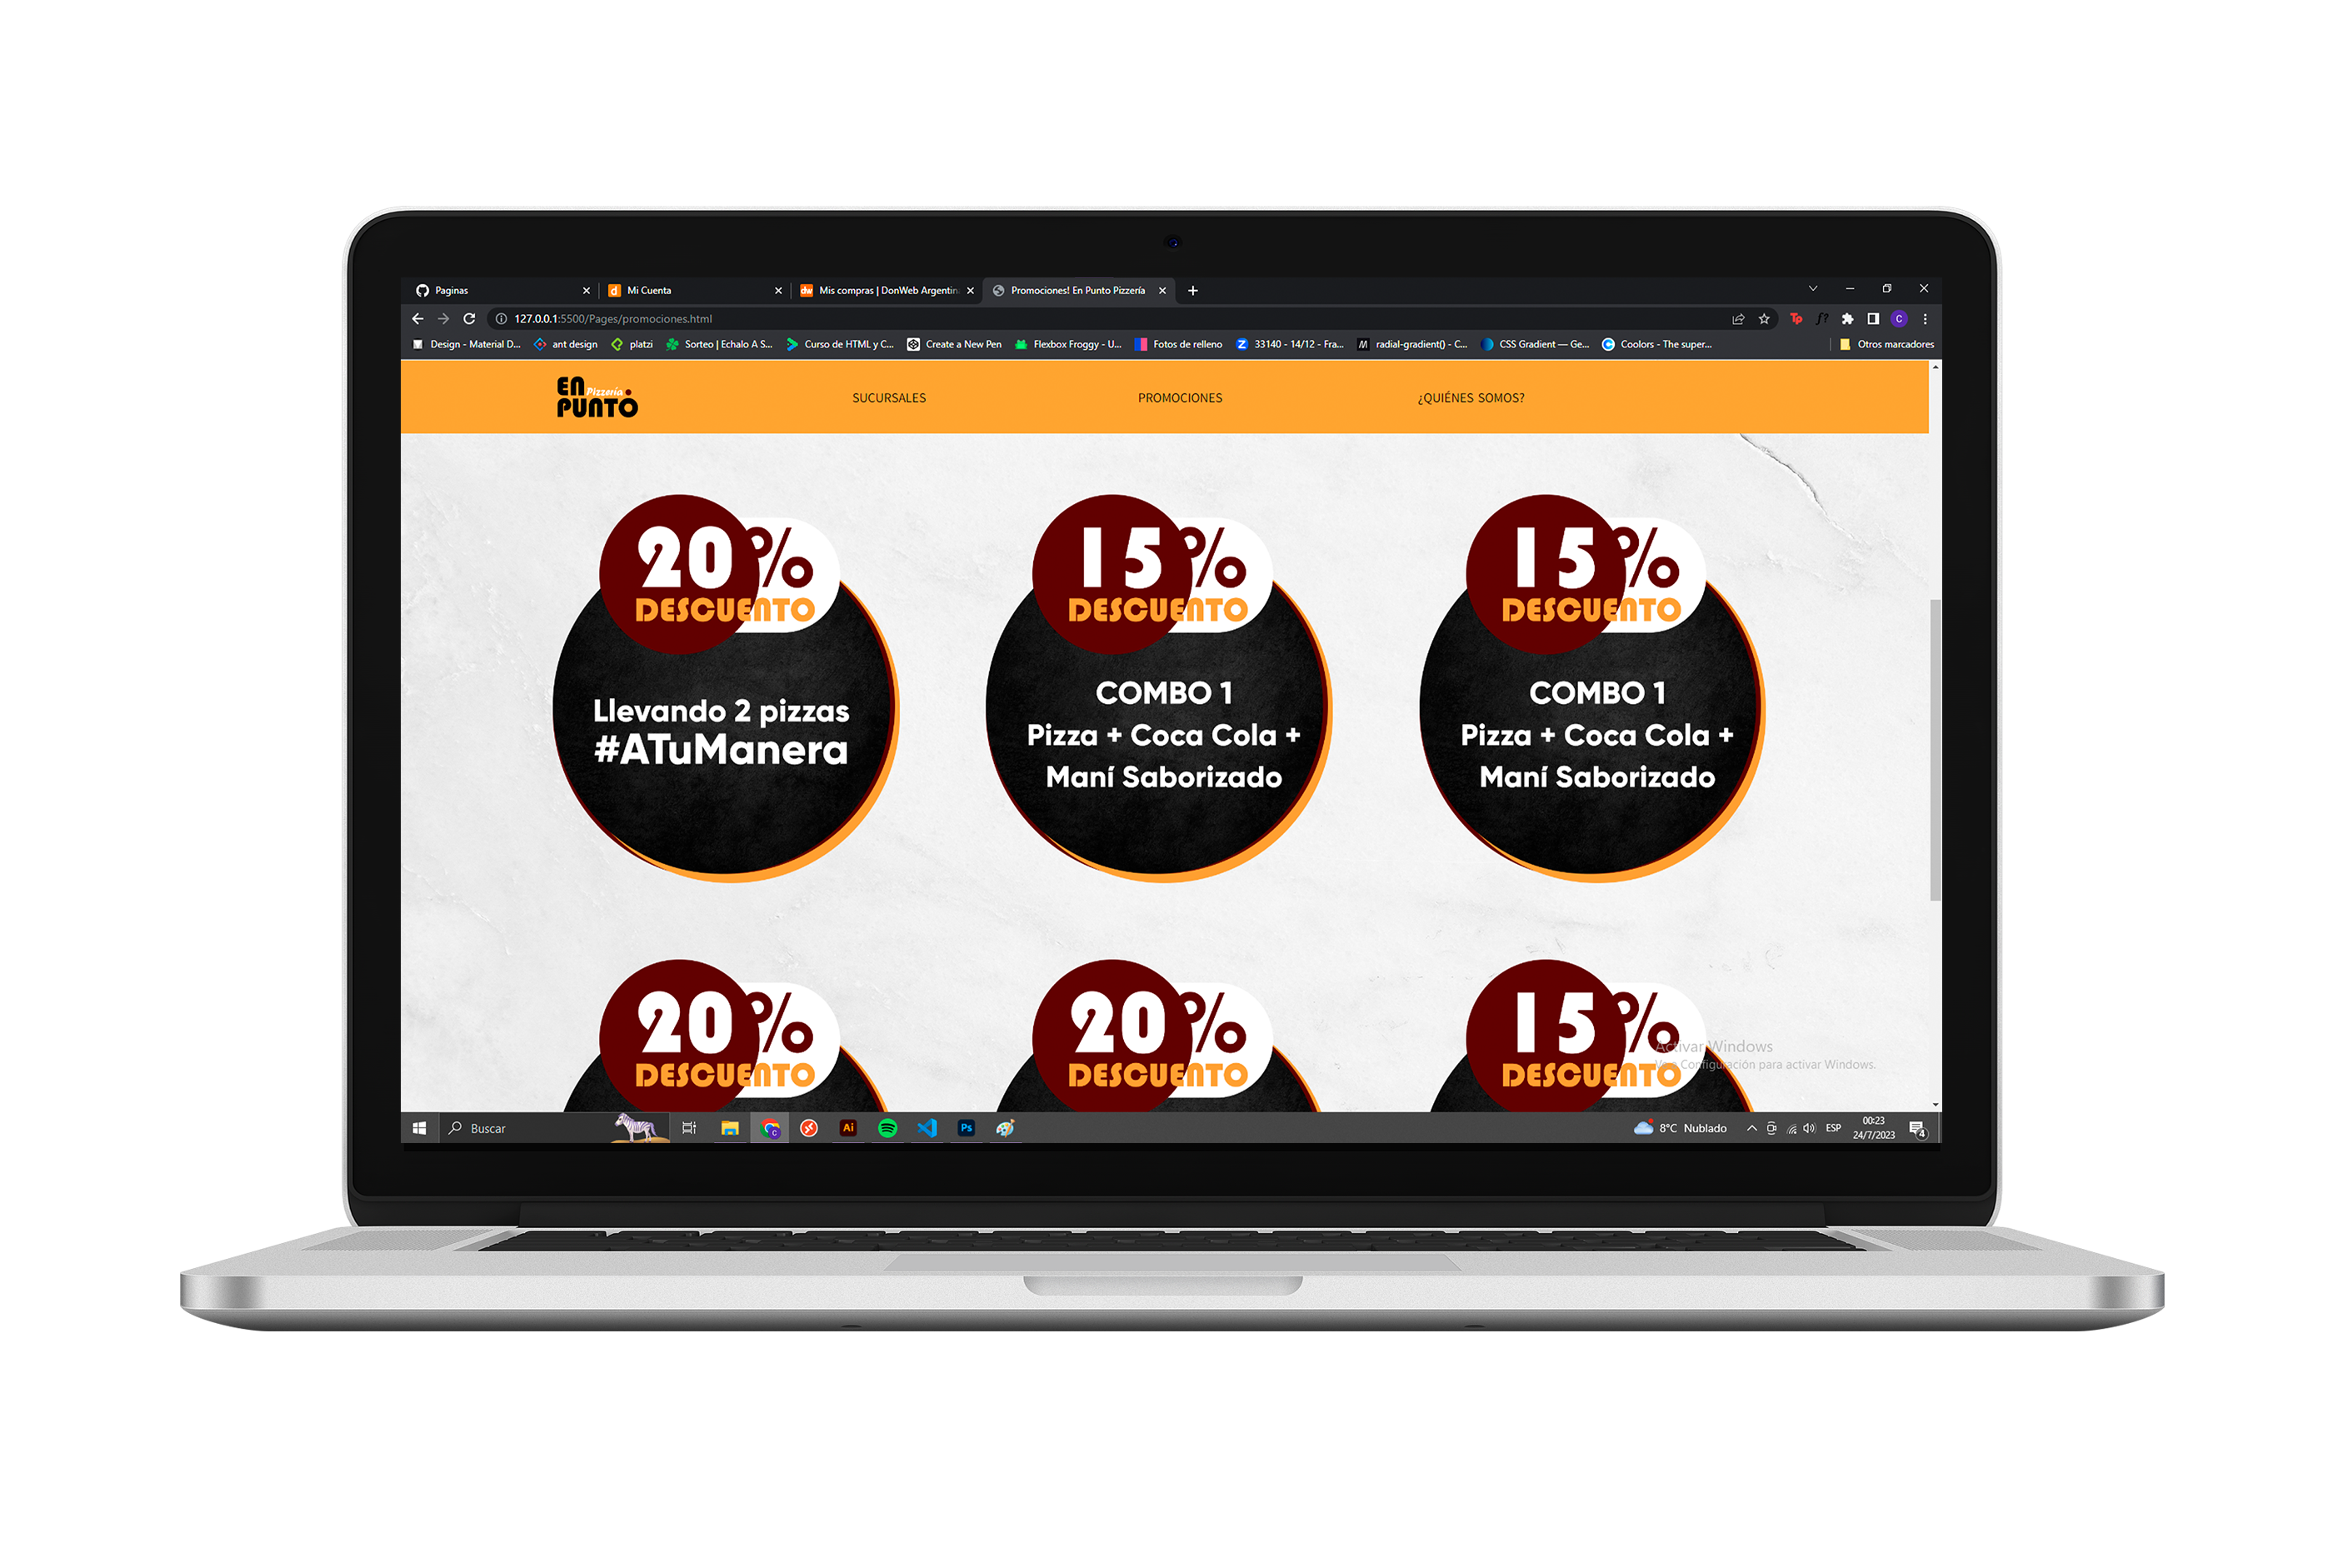 Paginas
Mi Cuenta
Mis compras | DonWeb Argentin
Promociones! En Punto Pizzería
127.0.0.1:5500/Pages/promociones.html
Design - Material D...
ant design
platzi
Sorteo | Echalo A S...
Curso de HTML y C...
Create a New Pen
Flexbox Froggy - U...
Fotos de relleno
33140 - 14/12 - Fra...
radial-gradient() - C...
CSS Gradient — Ge...
Coolors - The super...
Otros marcadores
EN Pizzería
PUNTO
SUCURSALES
PROMOCIONES
¿QUIÉNES SOMOS?
20%
DESCUENTO
Llevando 2 pizzas
#ATuManera
15%
DESCUENTO
COMBO 1
Pizza + Coca Cola +
Maní Saborizado
15%
DESCUENTO
COMBO 1
Pizza + Coca Cola +
Maní Saborizado
20%
DESCUENTO
20%
DESCUENTO
15%
DESCUENTO
Activar Windows
Configuración para activar Windows.
Buscar
Ai
Ps
8°C Nublado
ESP
00:23
24/7/2023
4